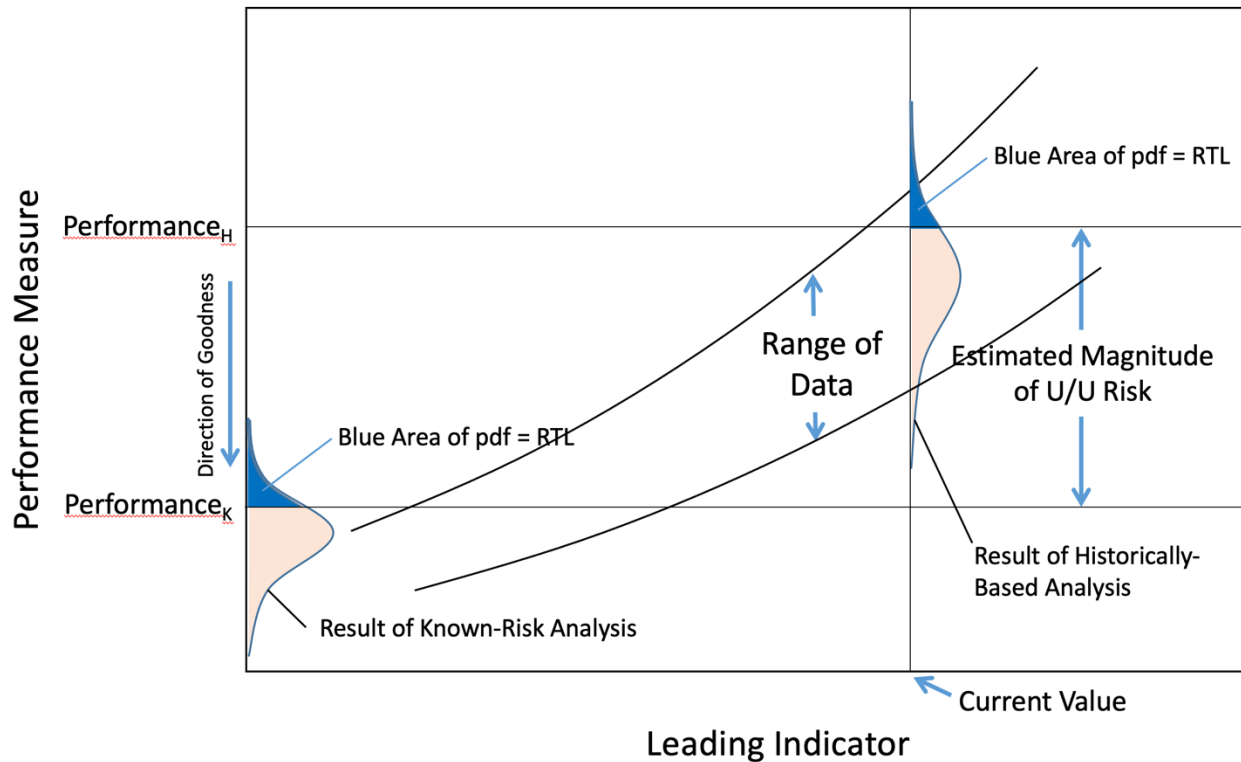 Performance Measure
Performance_H
Direction of Goodness
Performance_K
Blue Area of pdf = RTL
Range of
Data
Estimated Magnitude
of U/U Risk
Blue Area of pdf = RTL
Result of Historically-
Based Analysis
Result of Known-Risk Analysis
Current Value
Leading Indicator